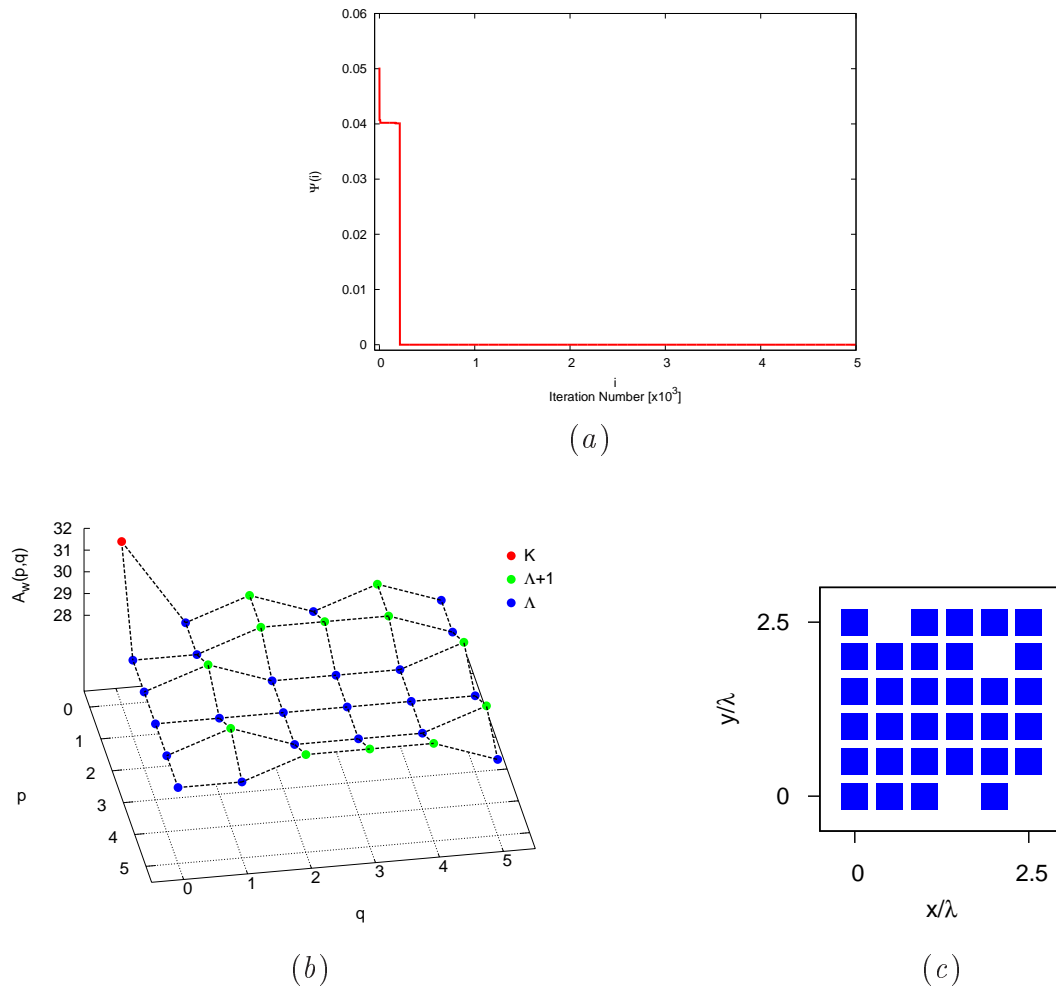 0.06
0.05
0.04
0.03
0.02
0.01
0
0 1 2 3 4 5
Ψ(i)
i
Iteration Number [x10^3]
(a)
32
31
30
29
28
A_w(p,q)
K
Λ+1
Λ
0
1
2
3
4
5
p
0 1 2 3 4 5
q
(b)
2.5
0
y/λ
0 2.5
x/λ
(c)